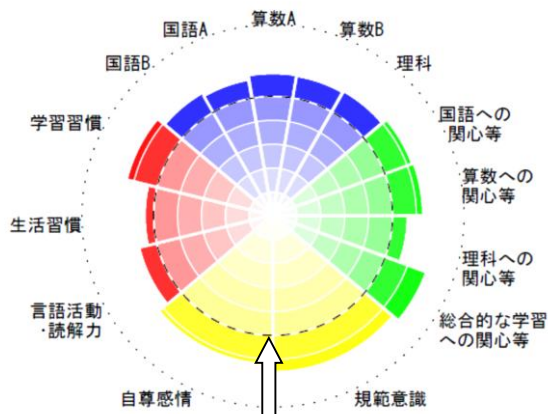 算数A
国語A
算数B
国語B
理科
学習習慣
国語への
関心等
算数への
関心等
生活習慣
理科への
関心等
言語活動
・読解力
総合的な学習
への関心等
自尊感情
規範意識